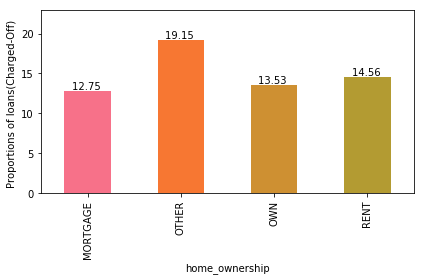 Proportions of loans(Charged-Off)
20
15
10
5
0
12.75
19.15
13.53
14.56
MORTGAGE
OTHER
OWN
RENT
home_ownership